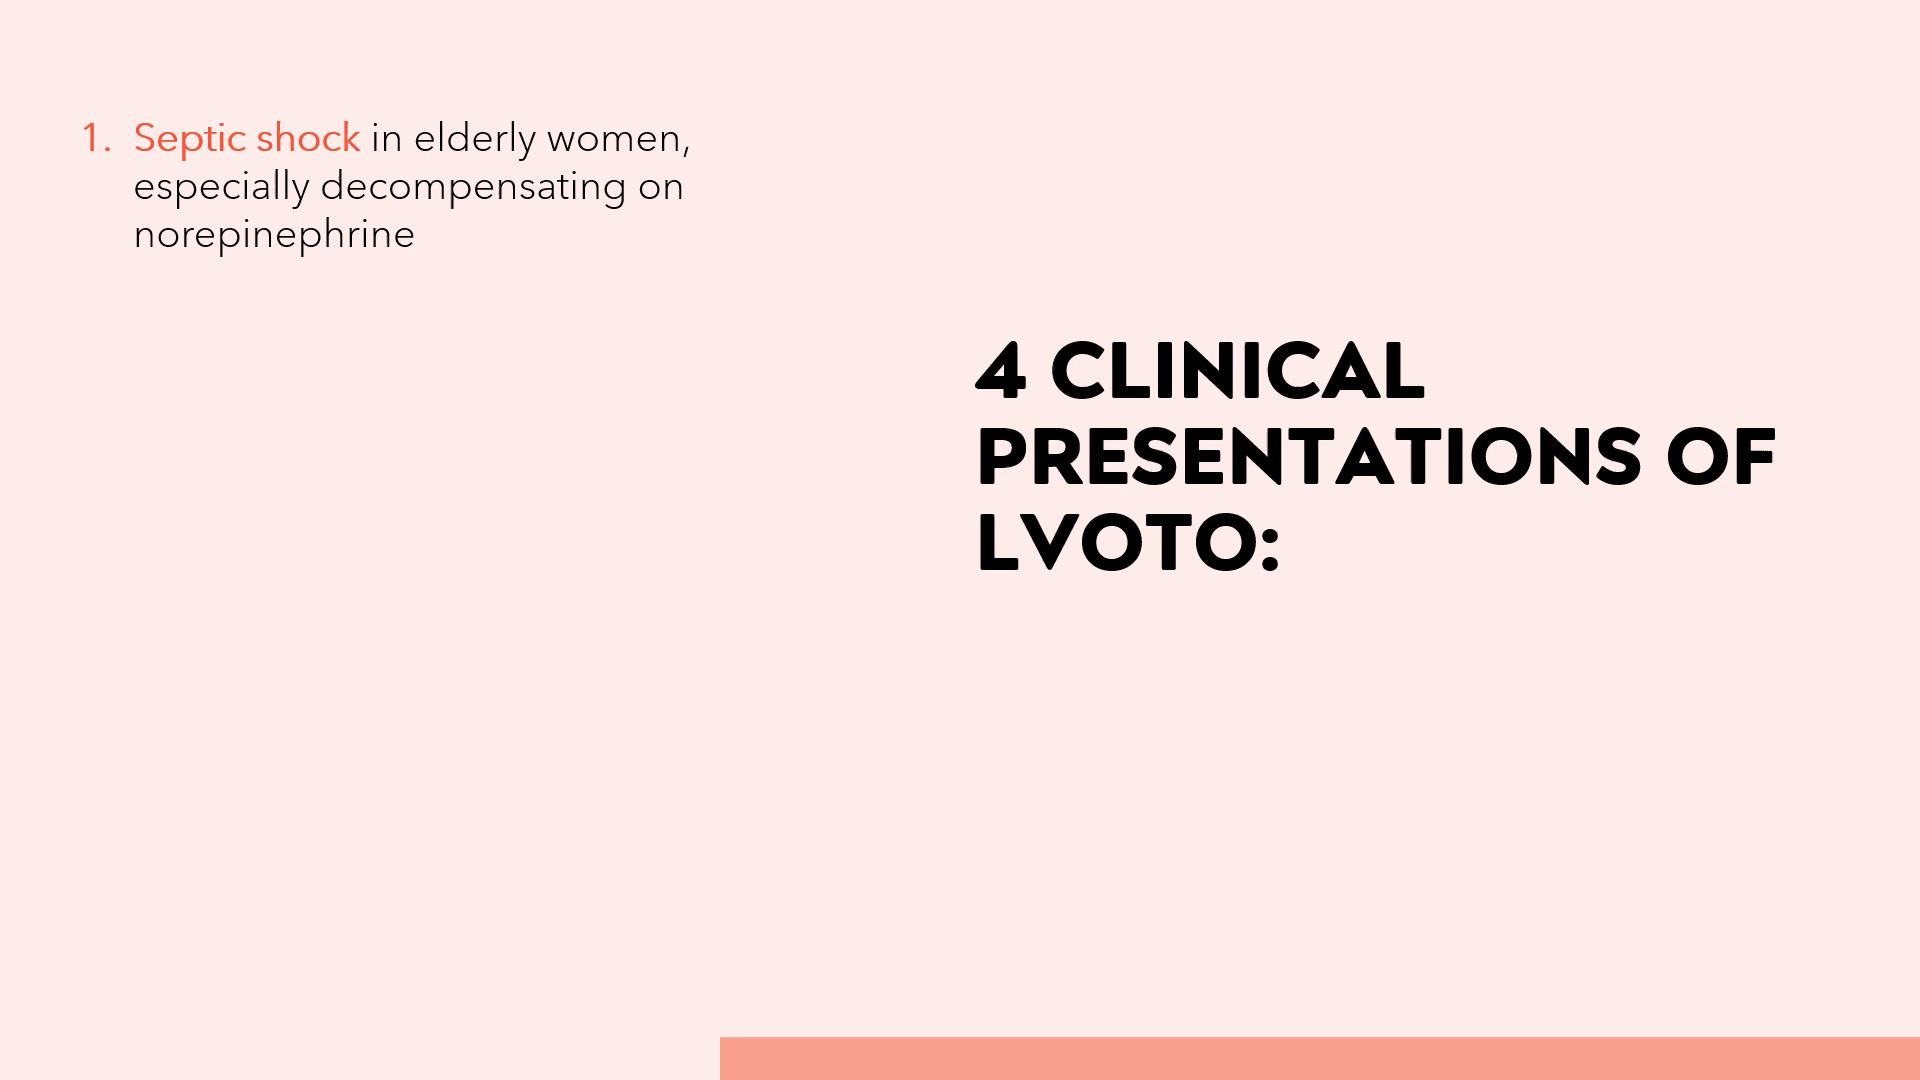 1. Septic shock in elderly women,
especially decompensating on
norepinephrine
4 CLINICAL
PRESENTATIONS OF
LVOTO: